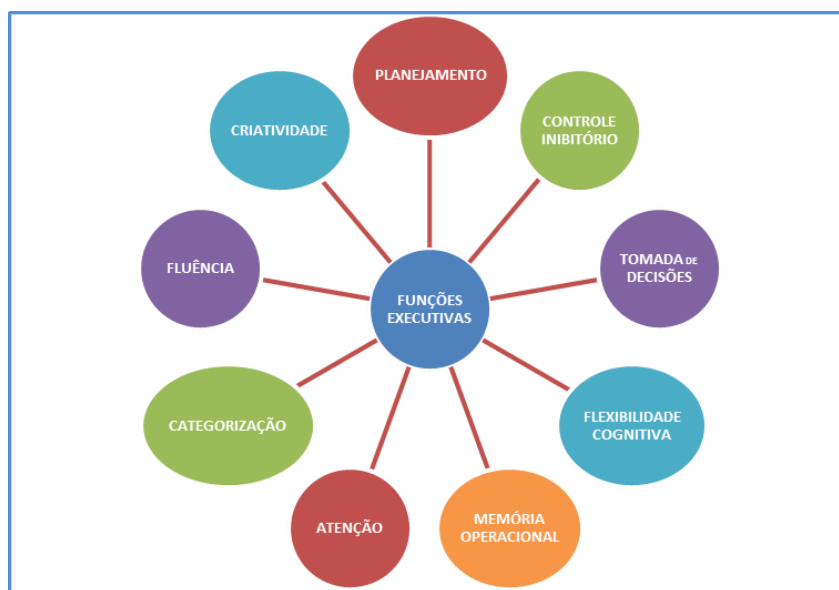 PLANEJAMENTO
CONTROLE
INIBITÓRIO
TOMADA DE
DECISÕES
FLEXIBILIDADE
COGNITIVA
MEMÓRIA
OPERACIONAL
ATENÇÃO
CATEGORIZAÇÃO
FLUÊNCIA
CRIATIVIDADE
FUNÇÕES
EXECUTIVAS